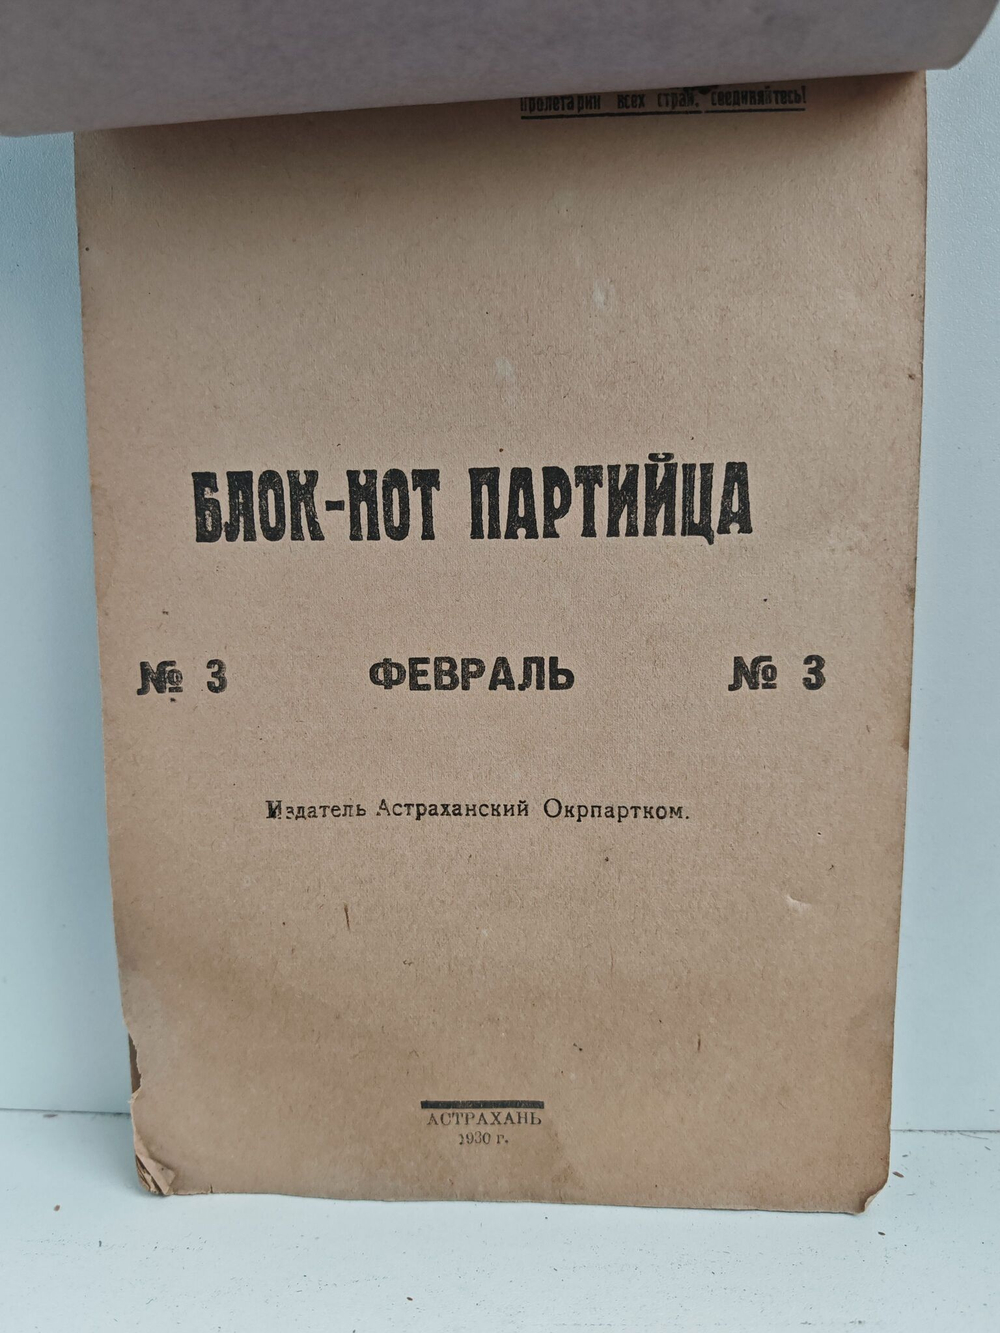 Пролетарии всех стран, соединяйтесь!
БЛОК-НОТ ПАРТИЙЦА
№ 3 ФЕВРАЛЬ № 3
Издатель Астраханский Окрпартком.
АСТРАХАНЬ
1930 г.